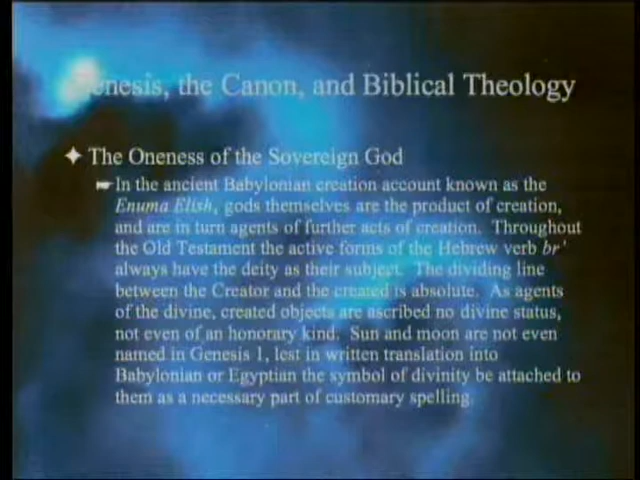 Genesis, the Canon, and Biblical Theology
The Oneness of the Sovereign God
In the ancient Babylonian creation account known as the
Enuma Elish, gods themselves are the product of creation,
and are in turn agents of further acts of creation. Throughout
the Old Testament the active forms of the Hebrew verb br'
always have the deity as their subject. The dividing line
between the Creator and the created is absolute. As agents
of the divine, created objects are ascribed no divine status,
not even of an honorary kind. Sun and moon are not even
named in Genesis 1, lest in written translation into
Babylonian or Egyptian the symbol of divinity be attached to
them as a necessary part of customary spelling